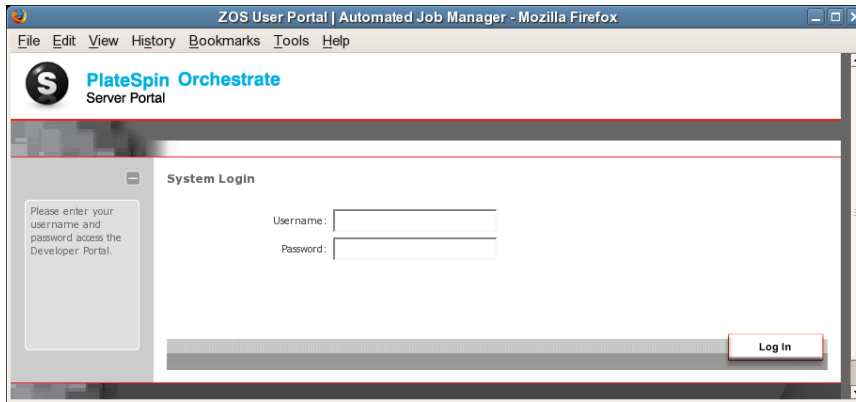 ZOS User Portal | Automated Job Manager - Mozilla Firefox
File Edit View History Bookmarks Tools Help
S
PlateSpin Orchestrate
Server Portal
System Login
Please enter your
username and
password access the
Developer Portal.
Username:
Password:
Log In